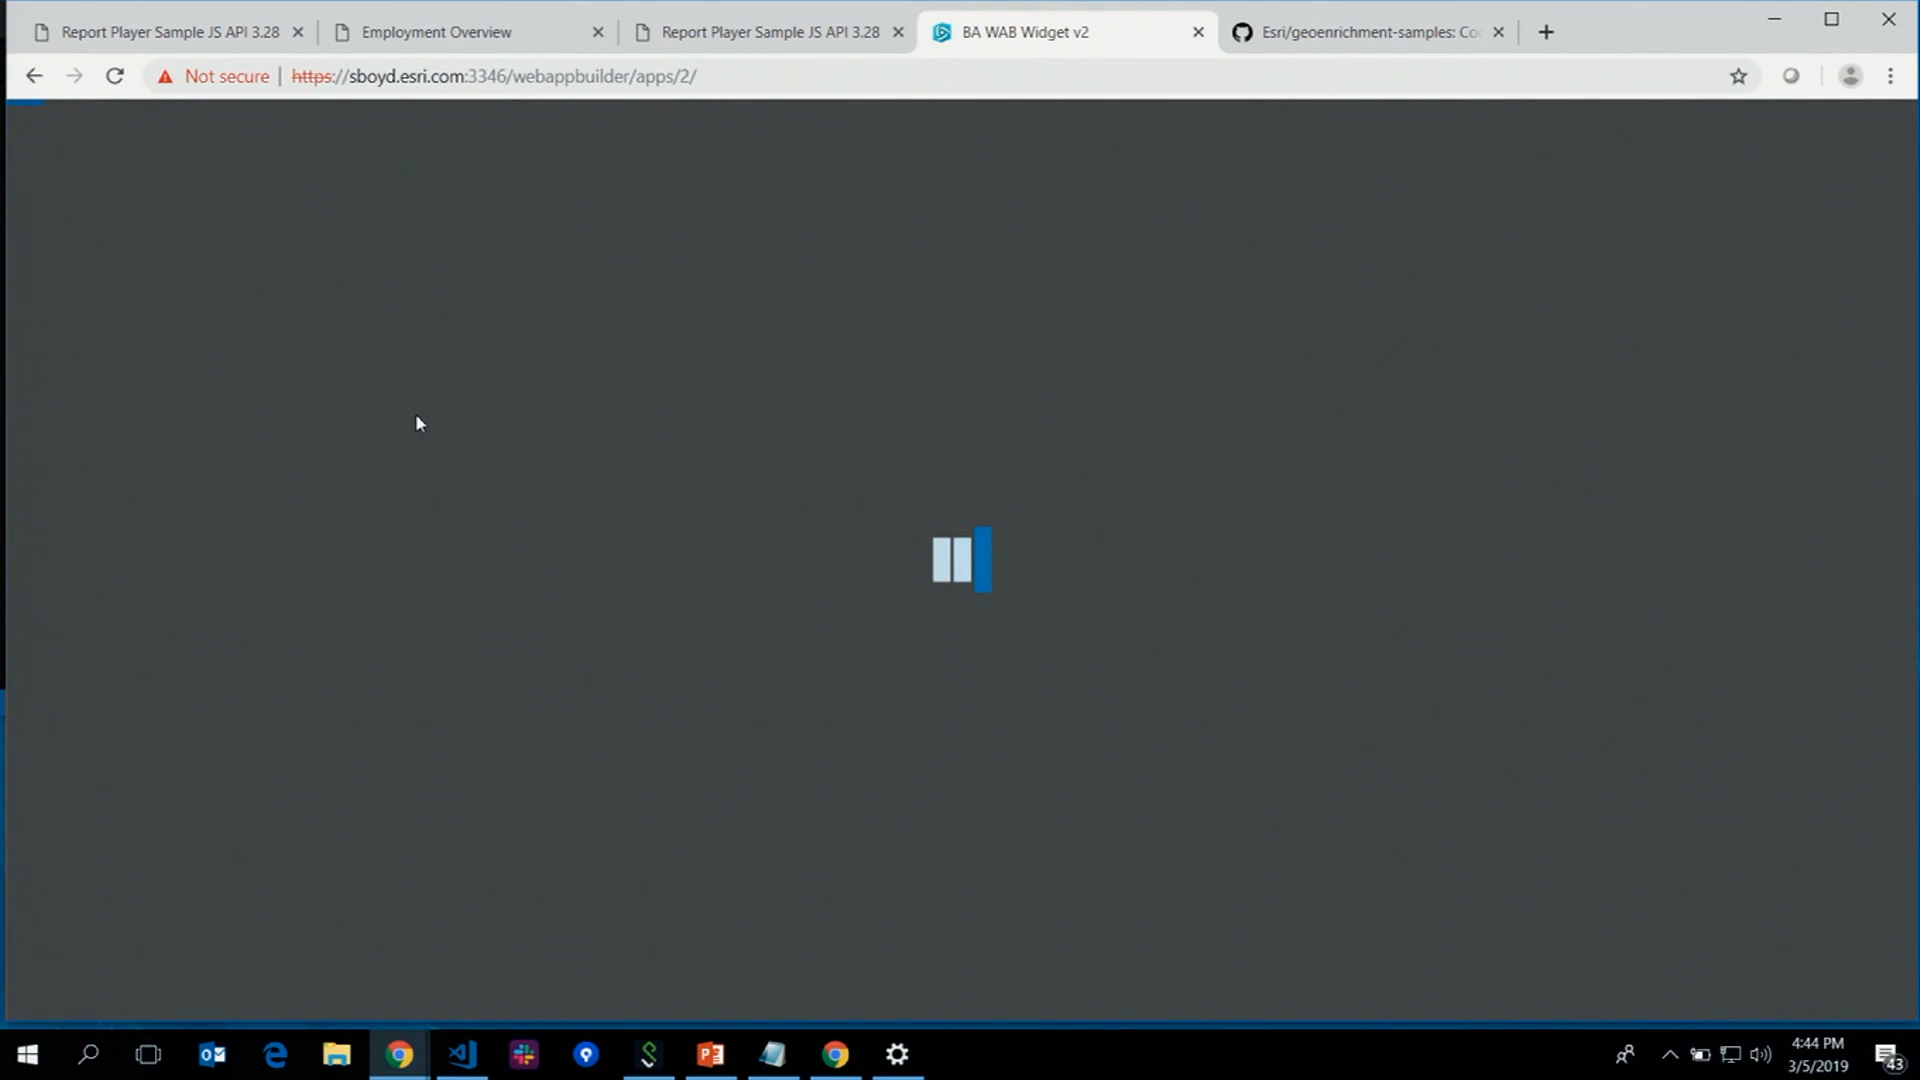 Report Player Sample JS API 3.28
Employment Overview
Report Player Sample JS API 3.28
BA WAB Widget v2
Esri/geoenrichment-samples: Co
Not secure | https://sboyd.esri.com:3346/webappbuilder/apps/2/
4:44 PM
3/5/2019
43